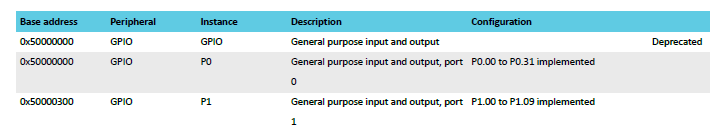 Base address Peripheral Instance Description Configuration
0x50000000 GPIO GPIO General purpose input and output Deprecated
0x50000000 GPIO P0 General purpose input and output, port P0.00 to P0.31 implemented
0
0x50000300 GPIO P1 General purpose input and output, port P1.00 to P1.09 implemented
1